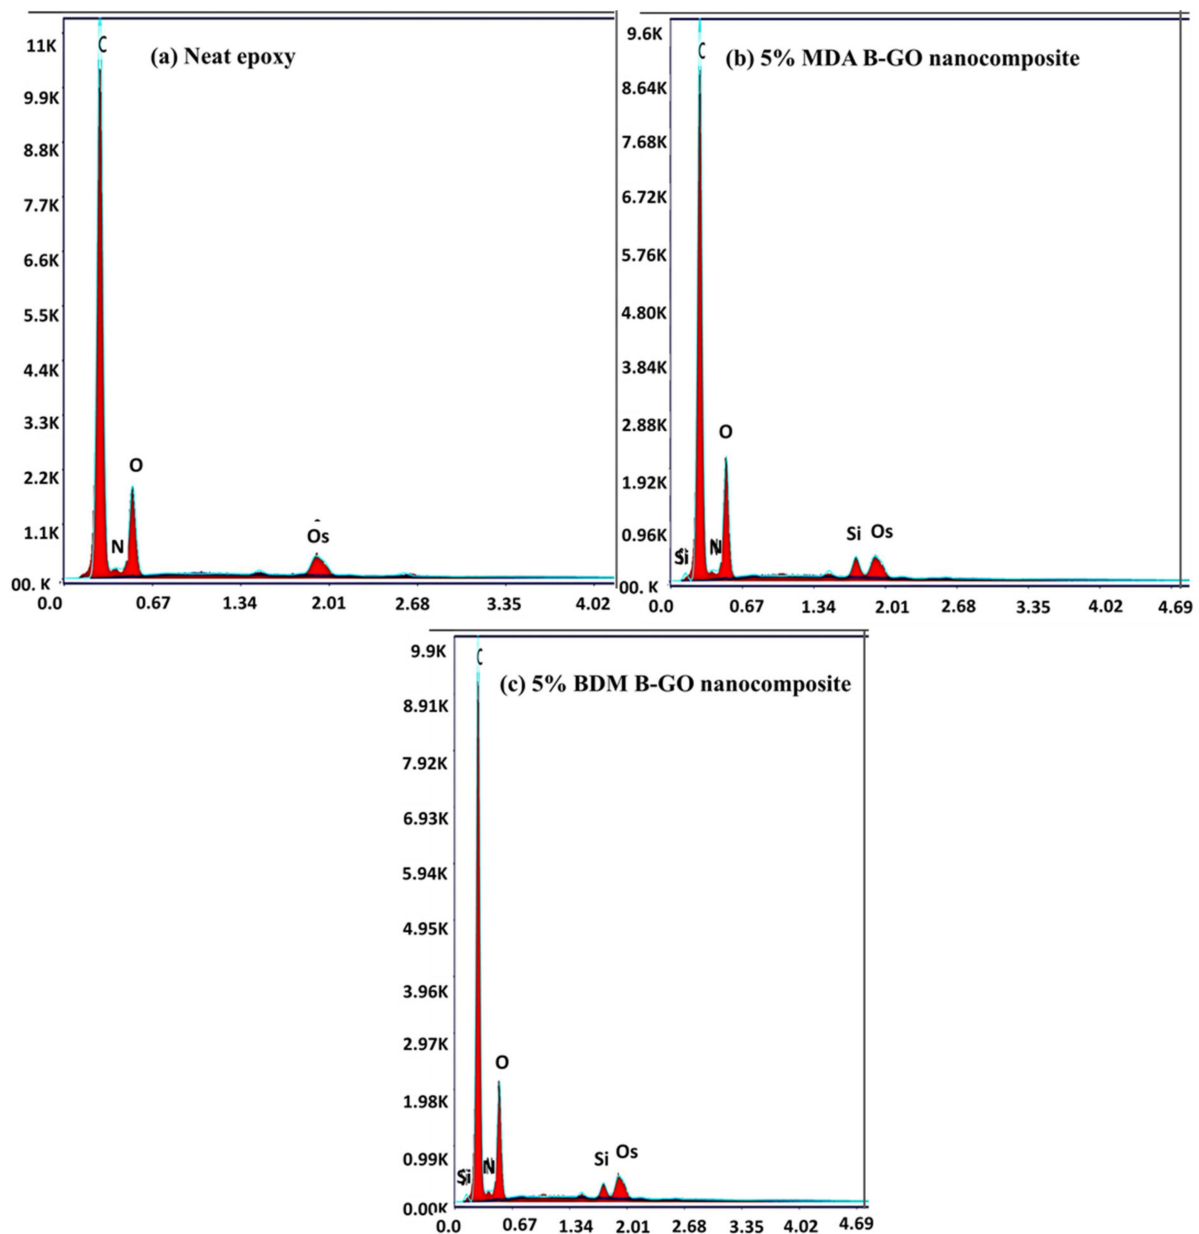 (a) Neat epoxy
11K
9.9K
8.8K
7.7K
6.6K
5.5K
4.4K
3.3K
2.2K
1.1K
00. K
C
N
O
Os
0.0 0.67 1.34 2.01 2.68 3.35 4.02
(b) 5% MDA B-GO nanocomposite
9.6K
8.64K
7.68K
6.72K
5.76K
4.80K
3.84K
2.88K
1.92K
0.96K
00. K
C
Si
N
O
Si
Os
0.0 0.67 1.34 2.01 2.68 3.35 4.02 4.69
(c) 5% BDM B-GO nanocomposite
9.9K
8.91K
7.92K
6.93K
5.94K
4.95K
3.96K
2.97K
1.98K
0.99K
0.00K
C
Si
N
O
Si
Os
0.0 0.67 1.34 2.01 2.68 3.35 4.02 4.69